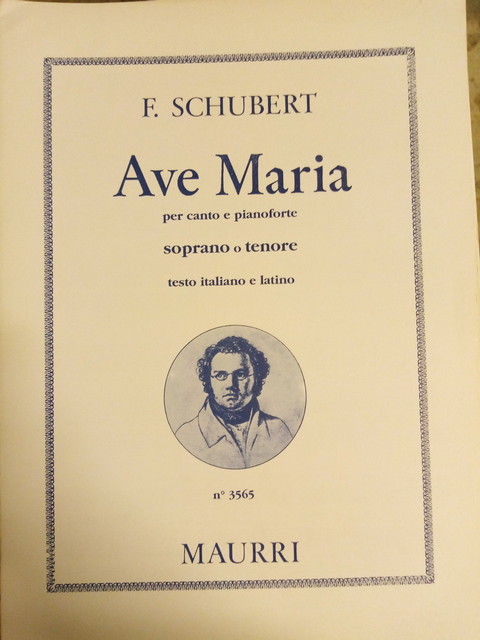 F. SCHUBERT
Ave Maria
per canto e pianoforte
soprano o tenore
testo italiano e latino
n° 3565
MAURRI